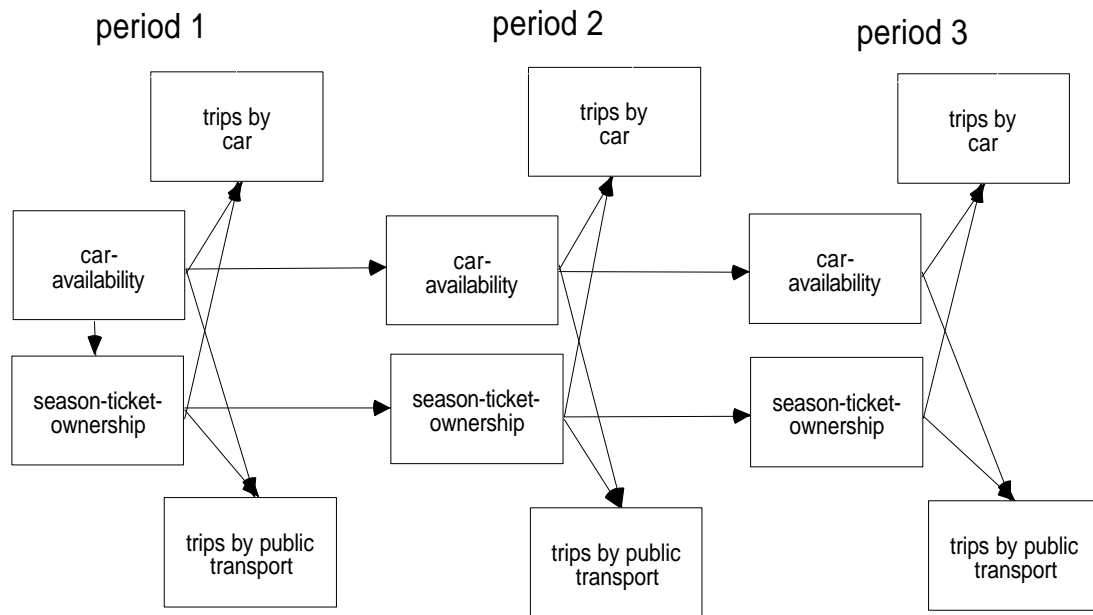 period 1
period 2
period 3
trips by
car
trips by
car
trips by
car
car-
availability
car-
availability
car-
availability
season-ticket-
ownership
season-ticket-
ownership
season-ticket-
ownership
trips by public
transport
trips by public
transport
trips by public
transport